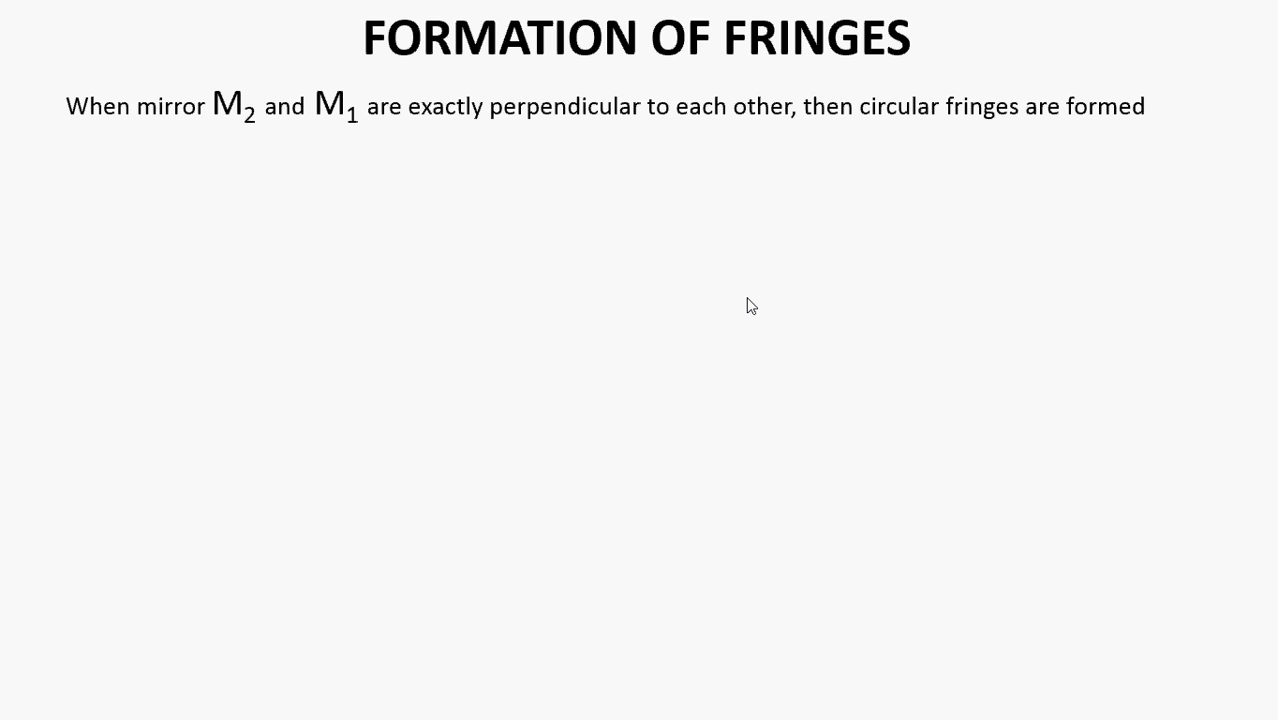 FORMATION OF FRINGES
When mirror M₂ and M₁ are exactly perpendicular to each other, then circular fringes are formed